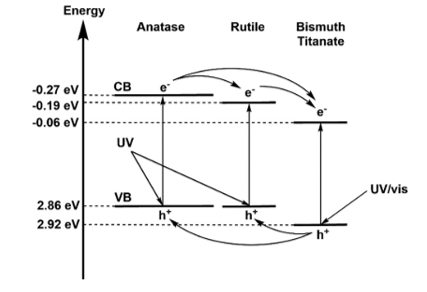 Energy
Anatase Rutile Bismuth
Titanate
-0.27 eV CB e-
-0.19 eV e-
-0.06 eV e-
UV
UV/vis
2.86 eV VB
h+ h+
2.92 eV h+